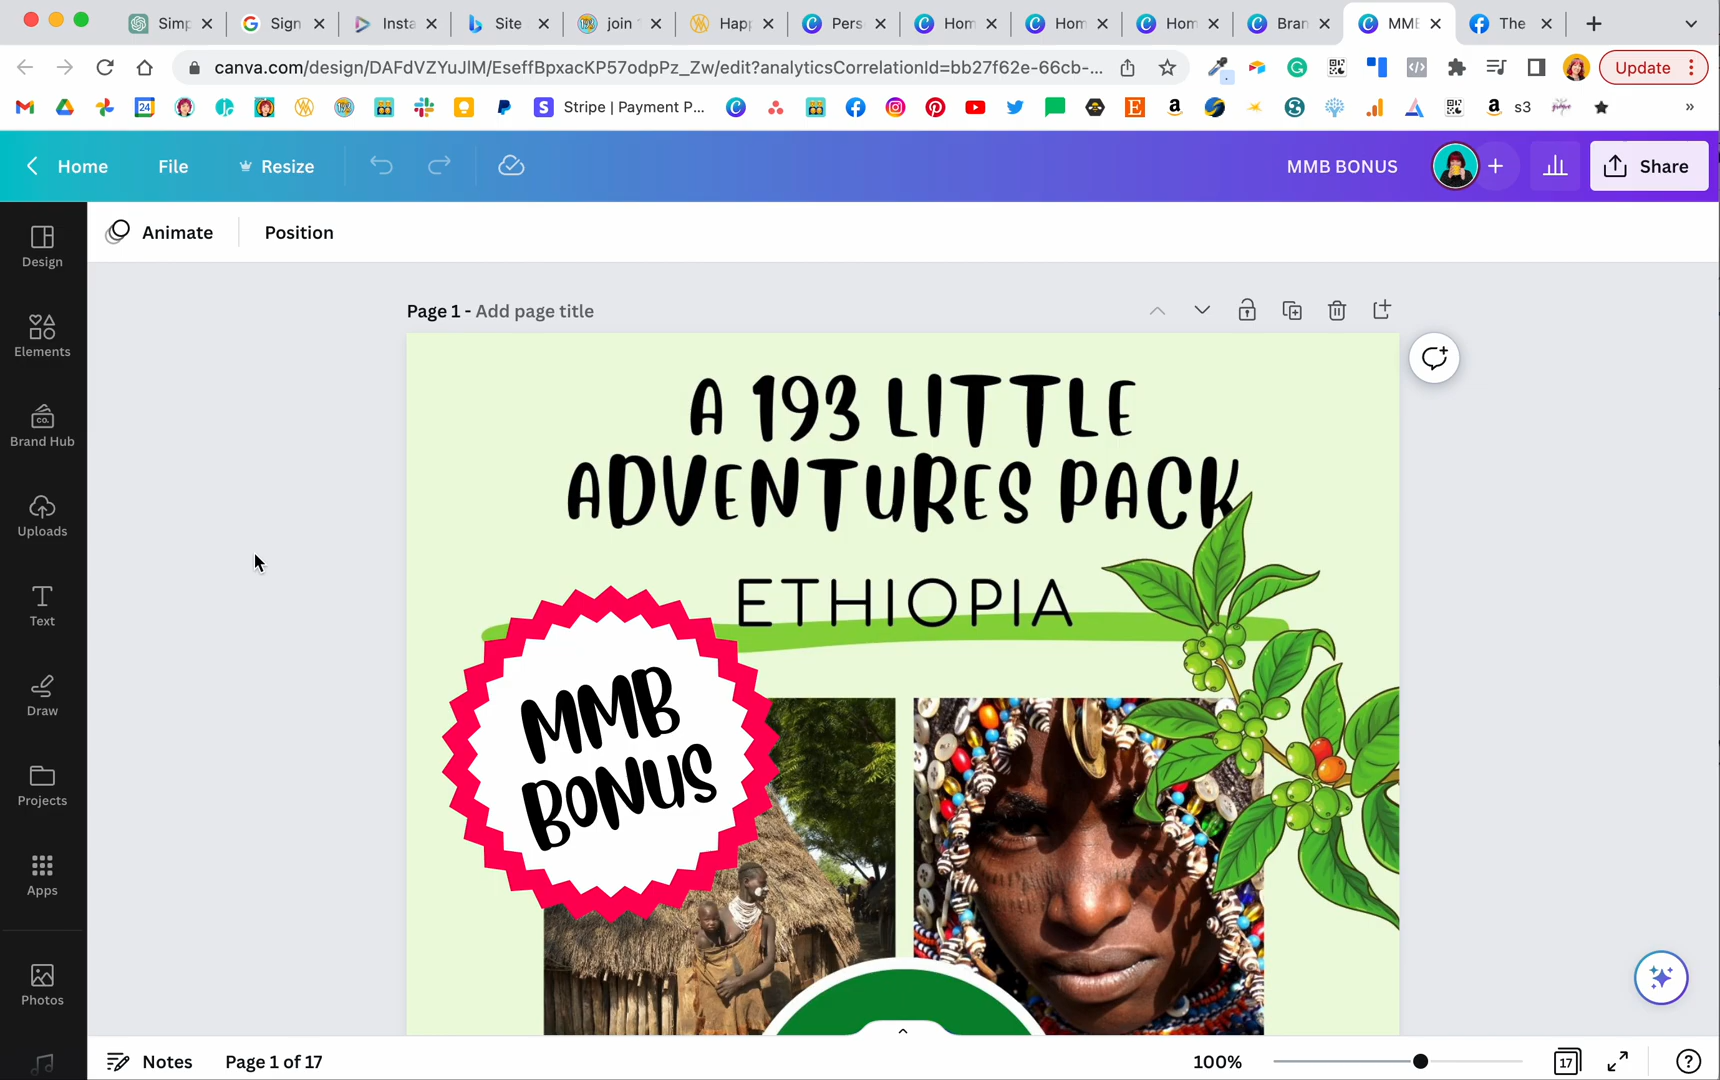 Simp
Sign
Insta
Site
join
Happ
Pers
Hom
Hom
Hom
Bran
MMB
The
canva.com/design/DAFdVZYuJlM/EseffBpxacKP57odpPz_Zw/edit?analyticsCorrelationId=bb27f62e-66cb-...
Update
Stripe | Payment P...
s3
Home
File
Resize
MMB BONUS
Share
Design
Elements
Brand Hub
Uploads
Text
Draw
Projects
Apps
Photos
Animate
Position
Page 1 - Add page title
A 193 LITTLE
ADVENTURES PACK
ETHIOPIA
MMB
BONUS
Notes
Page 1 of 17
100%
17